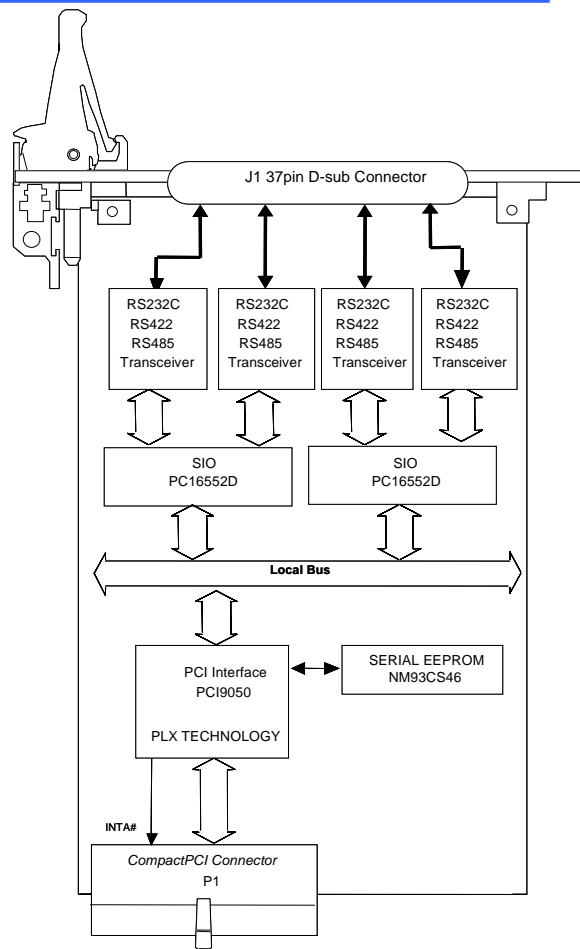 J1 37pin D-sub Connector
RS232C
RS422
RS485
Transceiver
RS232C
RS422
RS485
Transceiver
RS232C
RS422
RS485
Transceiver
RS232C
RS422
RS485
Transceiver
SIO
PC16552D
SIO
PC16552D
Local Bus
PCI Interface
PCI9050
PLX TECHNOLOGY
SERIAL EEPROM
NM93CS46
INTA#
CompactPCI Connector
P1